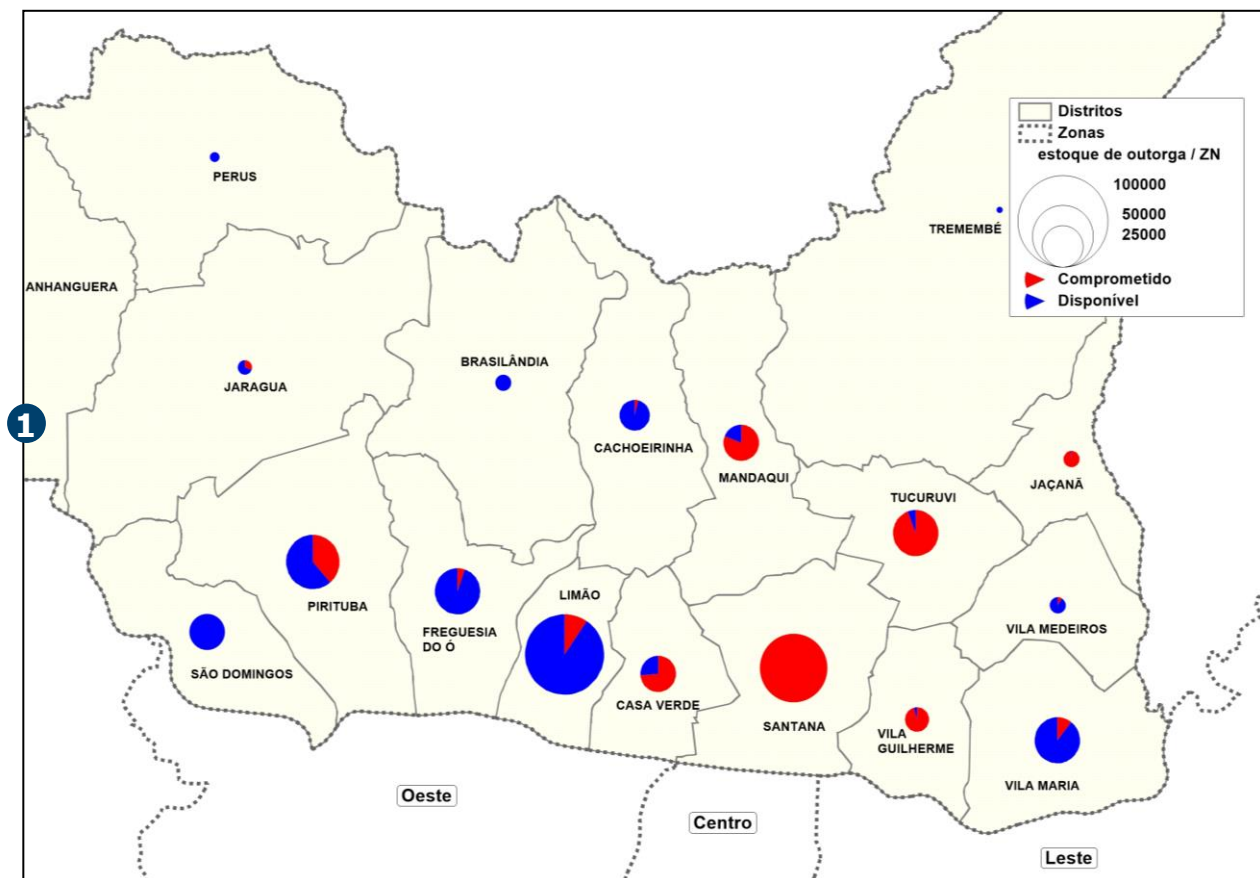 PERUS
TREMEMBÉ
Distritos
Zonas
estoque de outorga / ZN
100000
50000
25000
Comprometido
Disponível
ANHANGUERA
JARAGUA
BRASILÂNDIA
1
CACHOEIRINHA
MANDAQUI
TUCURUVI
JAÇANÃ
PIRITUBA
FREGUESIA
DO Ó
LIMÃO
VILA MEDEIROS
SÃO DOMINGOS
CASA VERDE
SANTANA
VILA
GUILHERME
VILA MARIA
Oeste
Centro
Leste